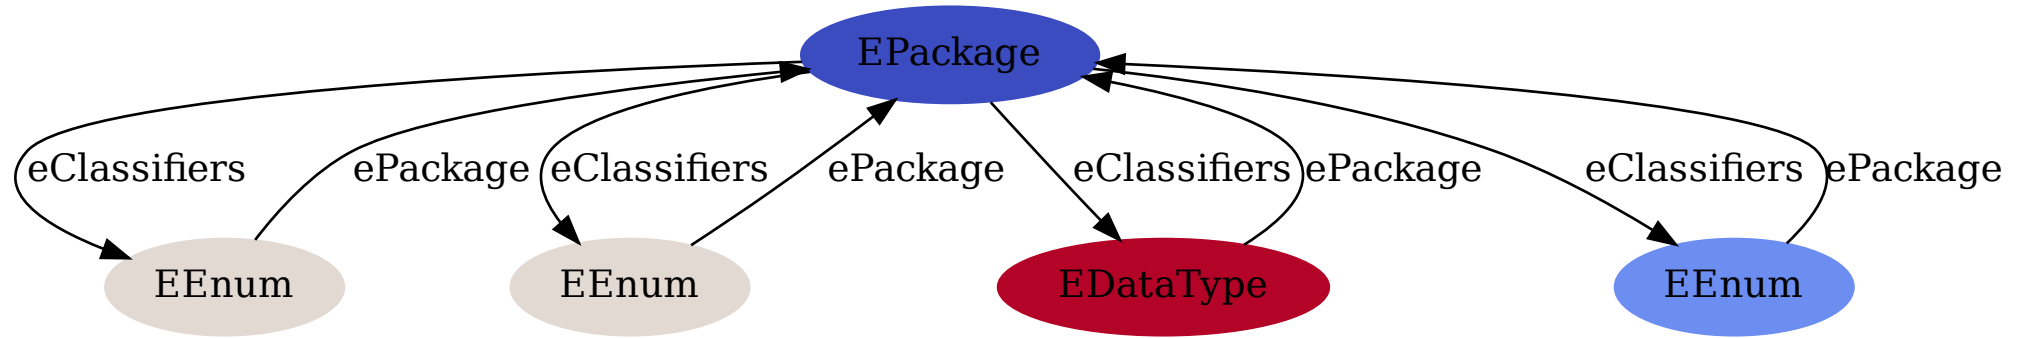 EPackage
eClassifiers
ePackage
eClassifiers
ePackage
eClassifiers
ePackage
eClassifiers
ePackage
EEnum
EEnum
EDataType
EEnum